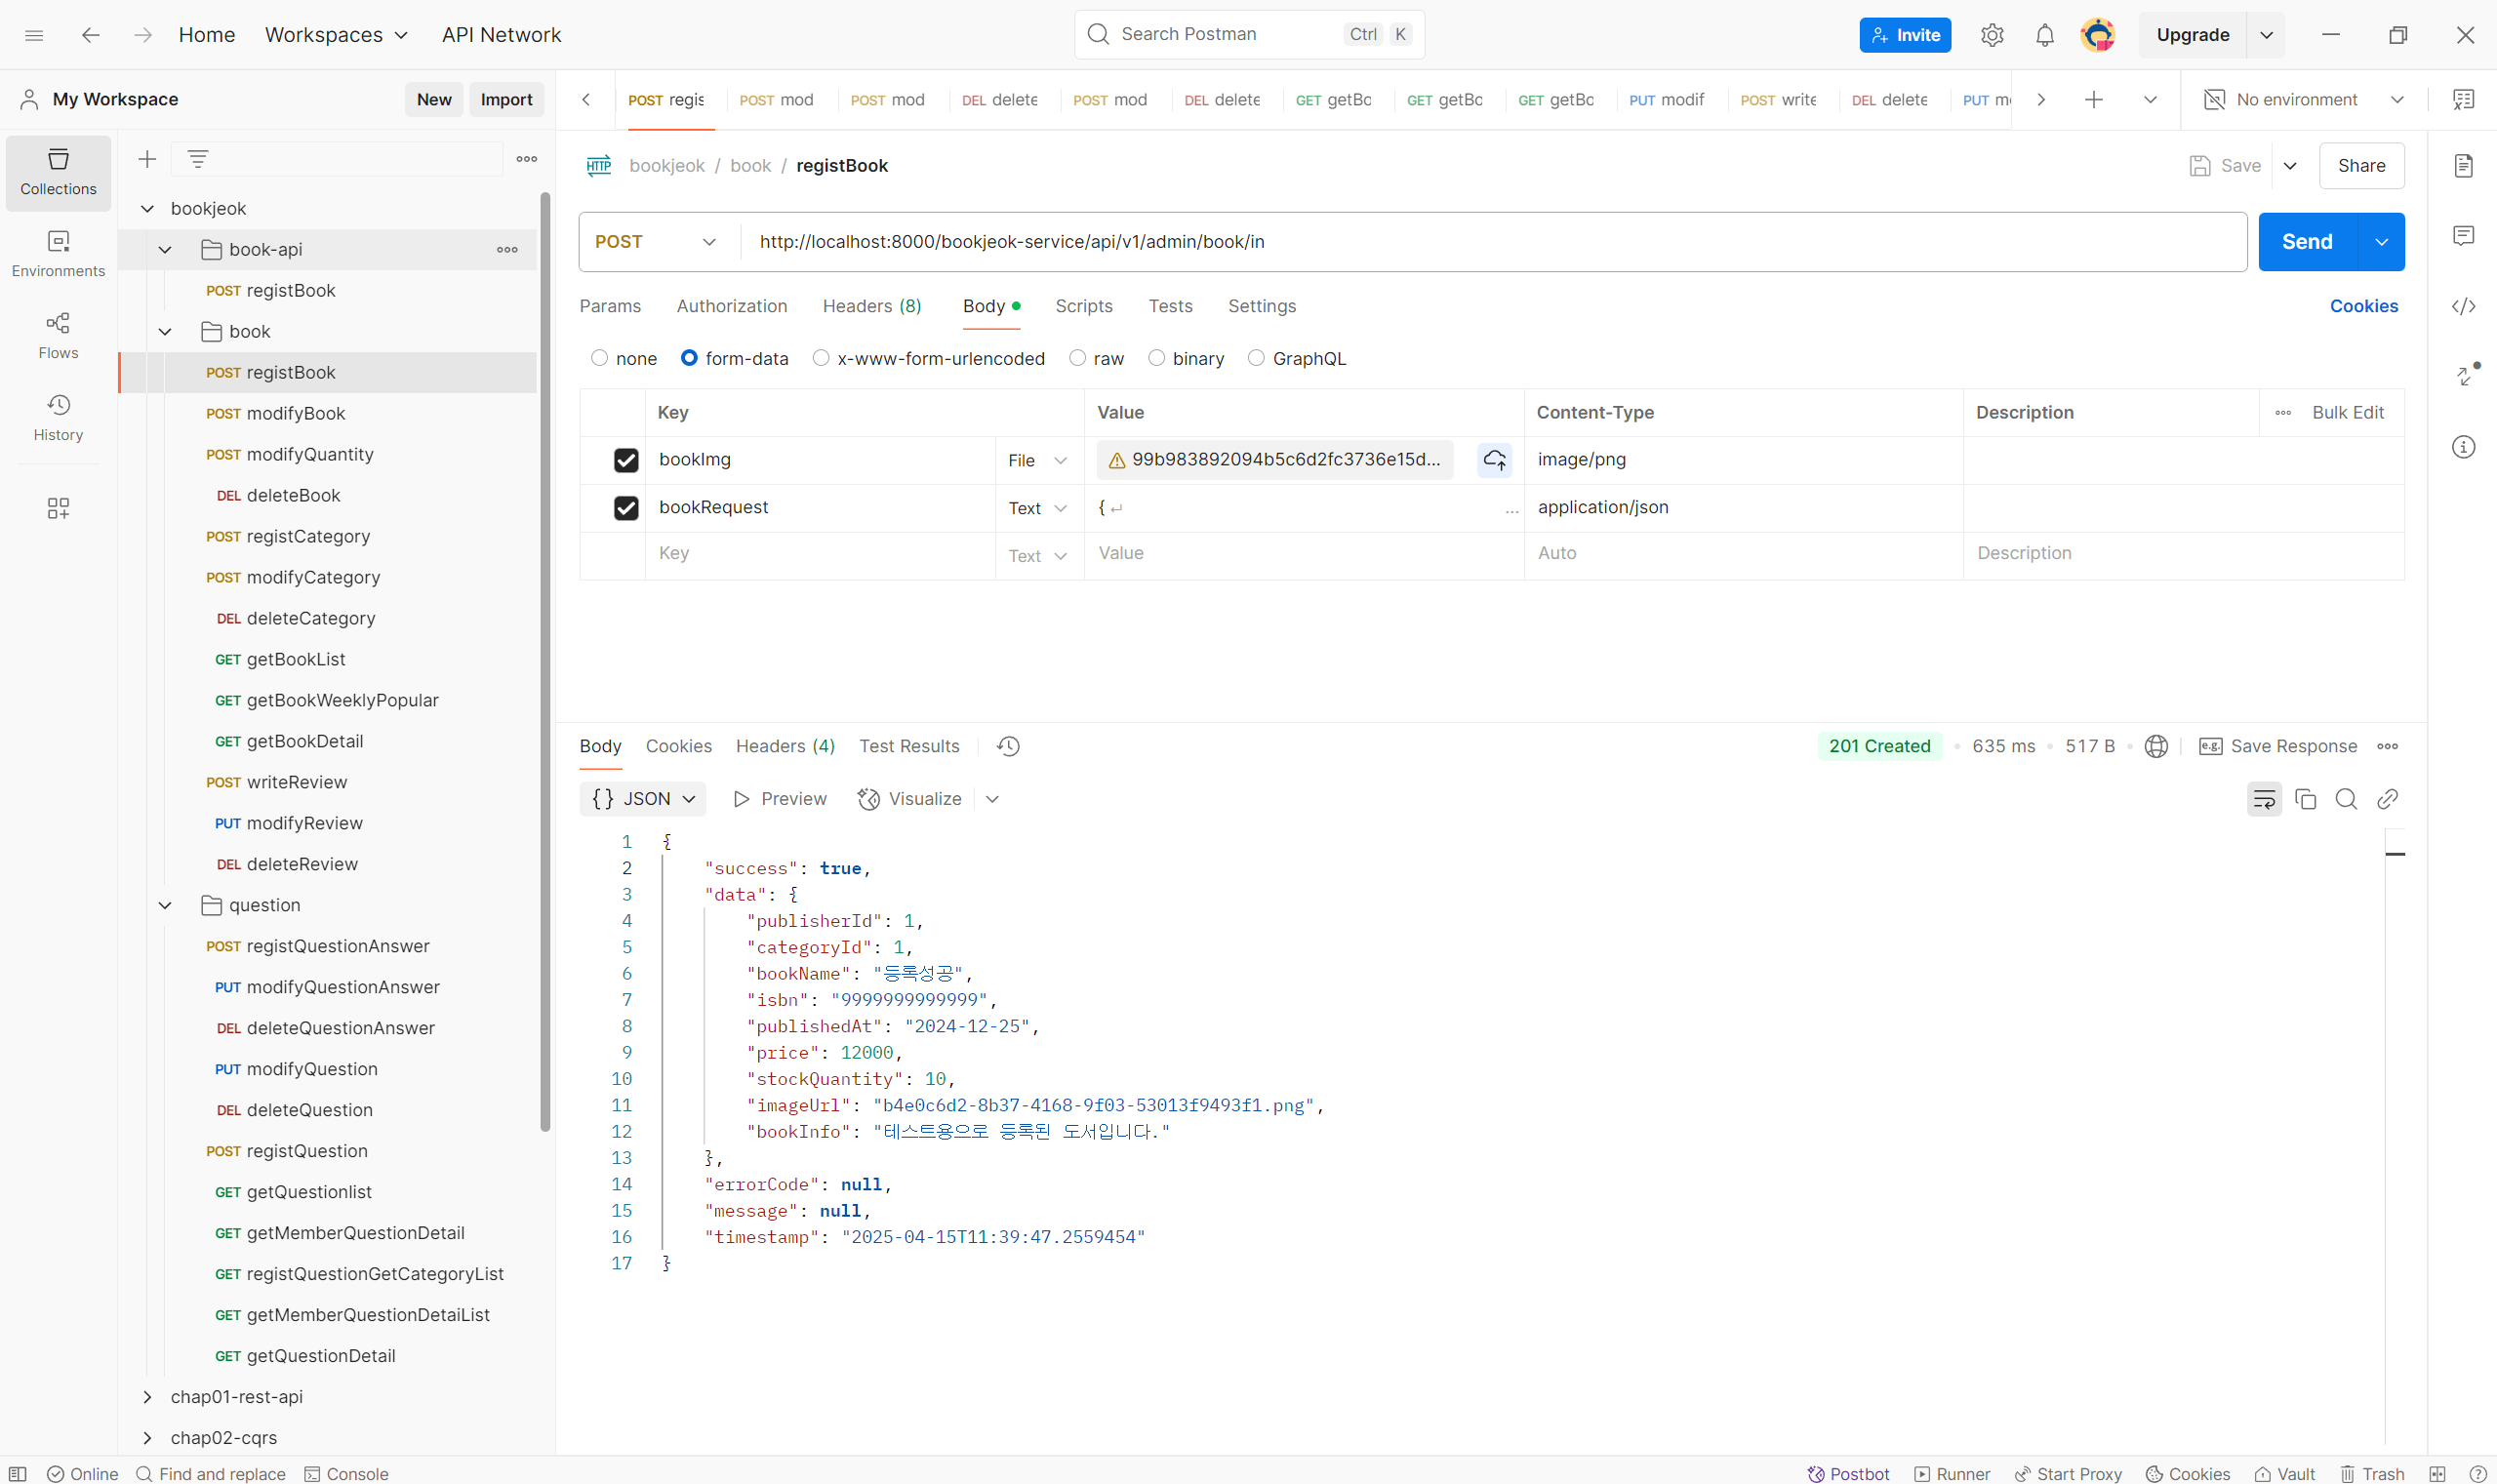 Home Workspaces API Network Search Postman Ctrl K Invite Upgrade
My Workspace New Import
POST regis POST mod POST mod DEL delete POST mod DEL delete GET getBo GET getBo GET getBo PUT modif POST write DEL delete PUT m No environment
Collections
Environments
Flows
History
bookjeok
book-api
POST registBook
book
POST registBook
POST modifyBook
POST modifyQuantity
DEL deleteBook
POST registCategory
POST modifyCategory
DEL deleteCategory
GET getBookList
GET getBookWeeklyPopular
GET getBookDetail
POST writeReview
PUT modifyReview
DEL deleteReview
question
POST registQuestionAnswer
PUT modifyQuestionAnswer
DEL deleteQuestionAnswer
PUT modifyQuestion
DEL deleteQuestion
POST registQuestion
GET getQuestionlist
GET getMemberQuestionDetail
GET registQuestionGetCategoryList
GET getMemberQuestionDetaiList
GET getQuestionDetail
chap01-rest-api
chap02-cqrs
HTTP bookjeok / book / registBook Save Share
POST http://localhost:8000/bookjeok-service/api/v1/admin/book/in Send
Params Authorization Headers (8) Body Scripts Tests Settings Cookies
none form-data x-www-form-urlencoded raw binary GraphQL
Key Value Content-Type Description Bulk Edit
bookImg File 99b983892094b5c6d2fc3736e15d... image/png
bookRequest Text { ↵ ... application/json
Key Text Value Auto Description
Body Cookies Headers (4) Test Results 201 Created 635 ms 517 B e.g. Save Response
{} JSON Preview Visualize
1 {
2 "success": true,
3 "data": {
4 "publisherId": 1,
5 "categoryId": 1,
6 "bookName": "등록성공",
7 "isbn": "9999999999999",
8 "publishedAt": "2024-12-25",
9 "price": 12000,
10 "stockQuantity": 10,
11 "imageUrl": "b4e0c6d2-8b37-4168-9f03-53013f9493f1.png",
12 "bookInfo": "테스트용으로 등록된 도서입니다."
13 },
14 "errorCode": null,
15 "message": null,
16 "timestamp": "2025-04-15T11:39:47.2559454"
17 }
Online Find and replace Console Postbot Runner Start Proxy Cookies Vault Trash